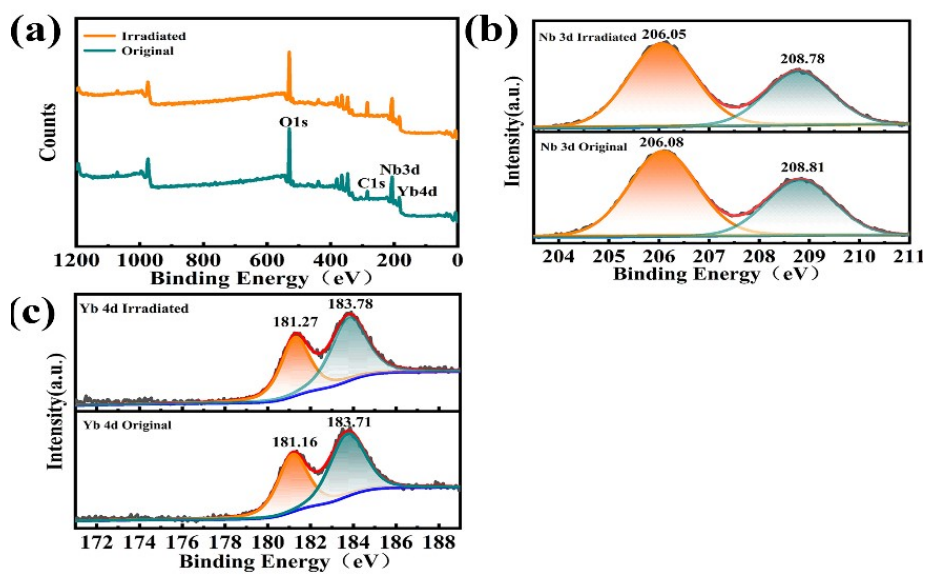 (a)
Irradiated
Original
Counts
O1s
C1s
Nb3d
Yb4d
1200 1000 800 600 400 200 0
Binding Energy (eV)
(b)
Nb 3d Irradiated
206.05
208.78
Nb 3d Original
206.08
208.81
Intensity(a.u.)
204 205 206 207 208 209 210 211
Binding Energy (eV)
(c)
Yb 4d Irradiated
181.27
183.78
Yb 4d Original
181.16
183.71
Intensity(a.u.)
172 174 176 178 180 182 184 186 188
Binding Energy (eV)